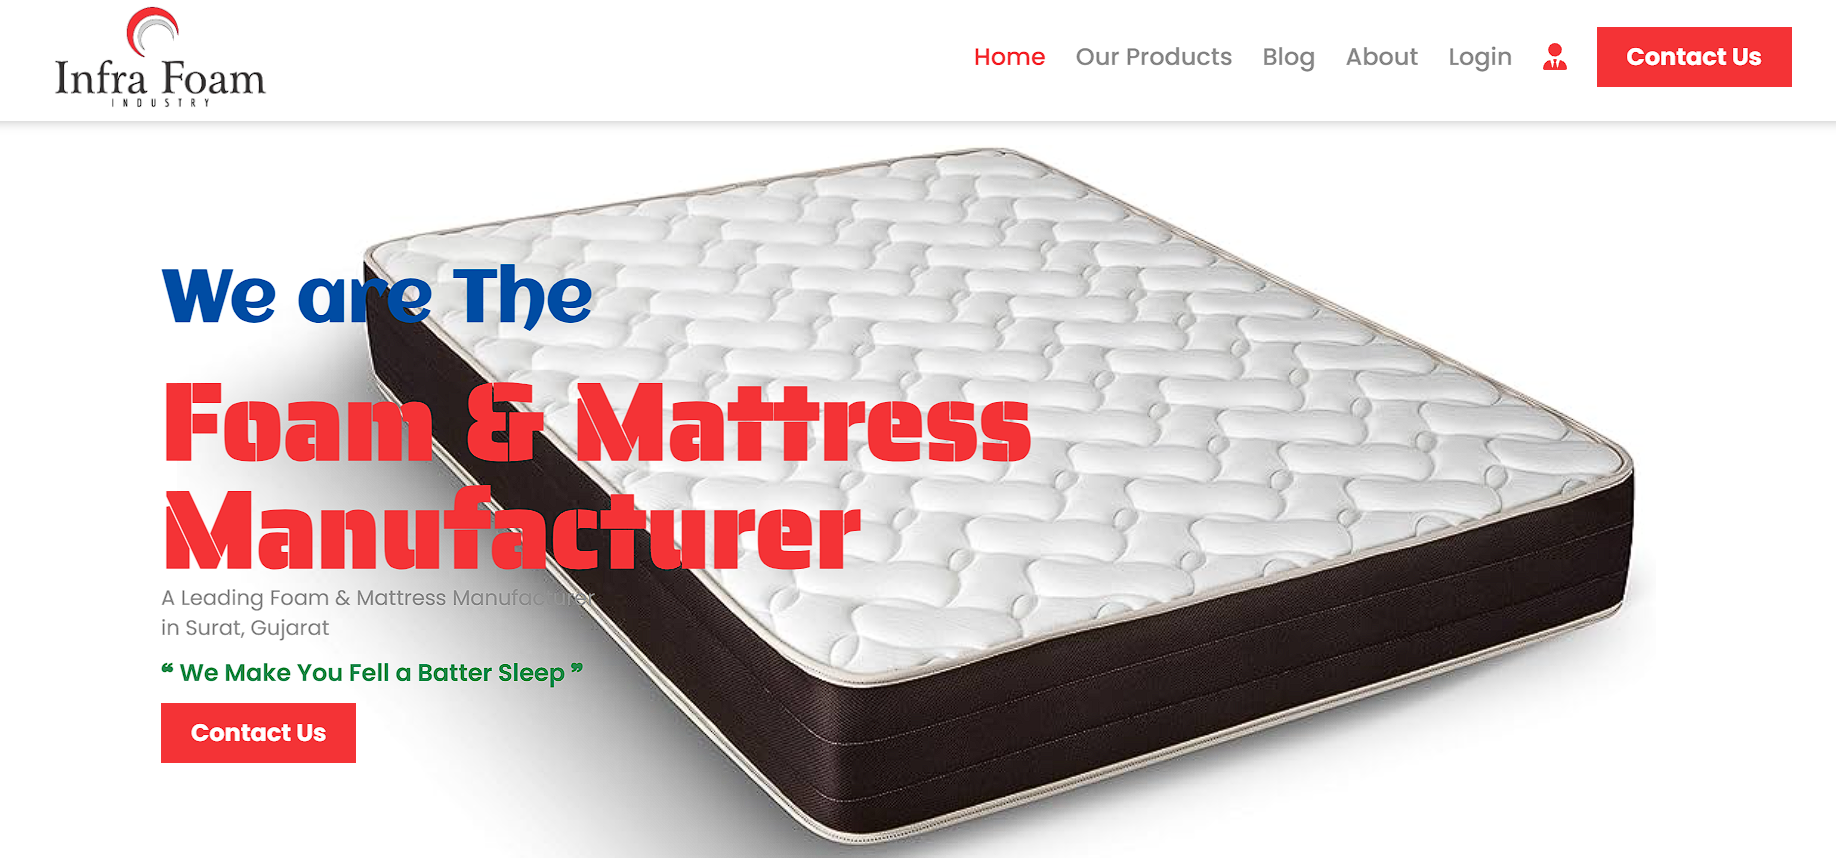 Infra Foam
INDUSTRY
Home Our Products Blog About Login Contact Us
We are The
Foam & Mattress
Manufacturer
A Leading Foam & Mattress Manufacturer
in Surat, Gujarat
❝ We Make You Fell a Batter Sleep ❞
Contact Us